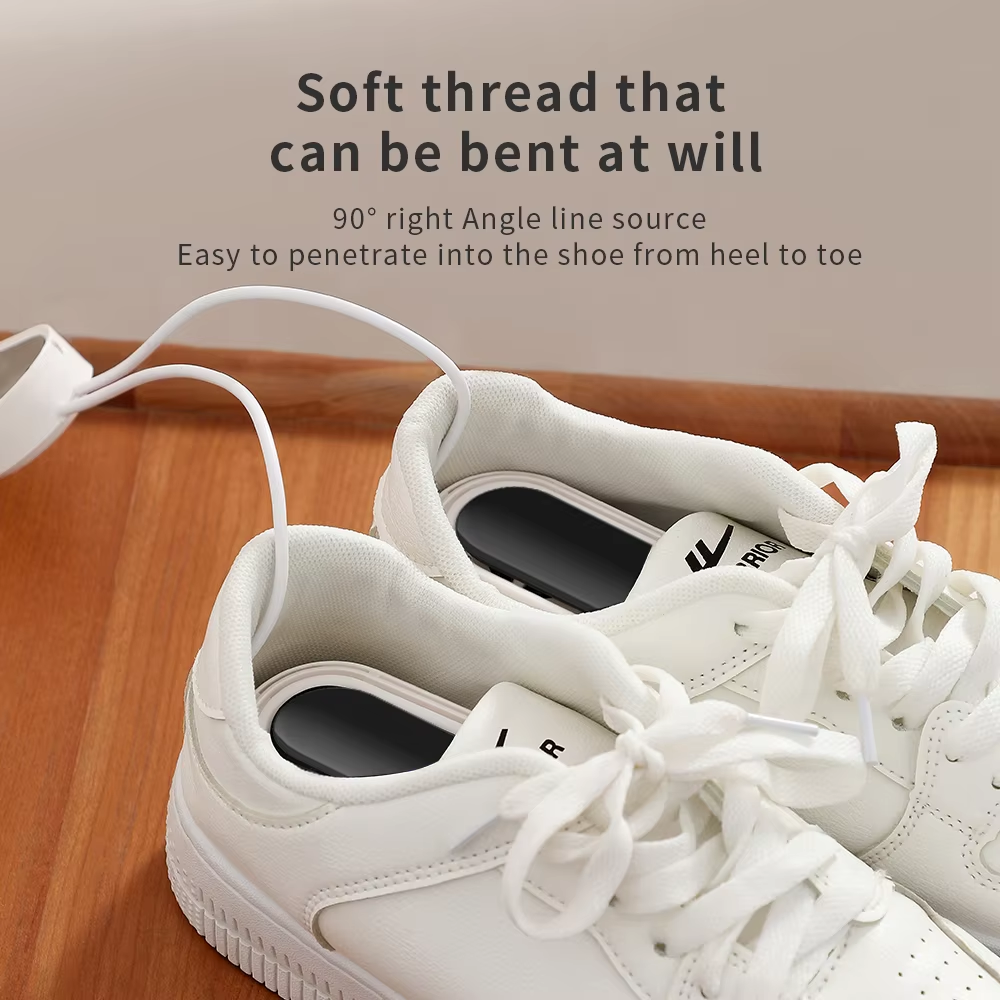 Soft thread that
can be bent at will
90° right Angle line source
Easy to penetrate into the shoe from heel to toe
RRIOR
R